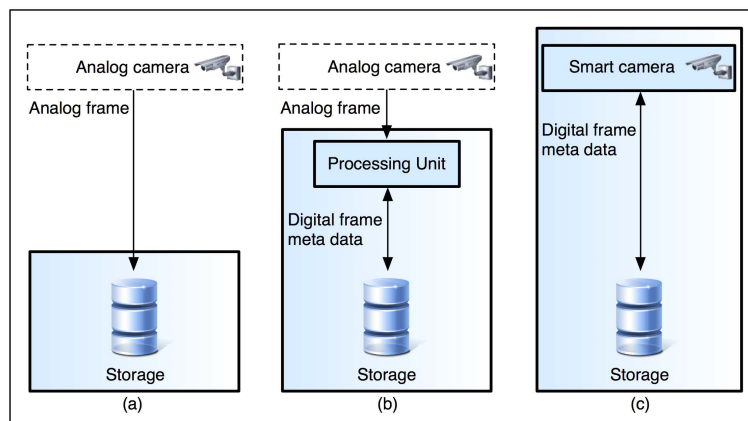 Analog camera
Analog frame
Storage
(a)
Analog camera
Analog frame
Processing Unit
Digital frame
meta data
Storage
(b)
Smart camera
Digital frame
meta data
Storage
(c)